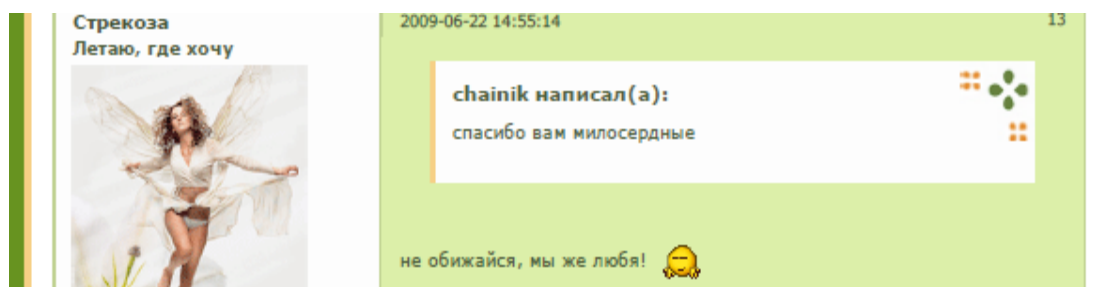 Стрекоза
Летаю, где хочу
2009-06-22 14:55:14
13
chainik написал(а):
спасибо вам милосердные
не обижайся, мы же любя!